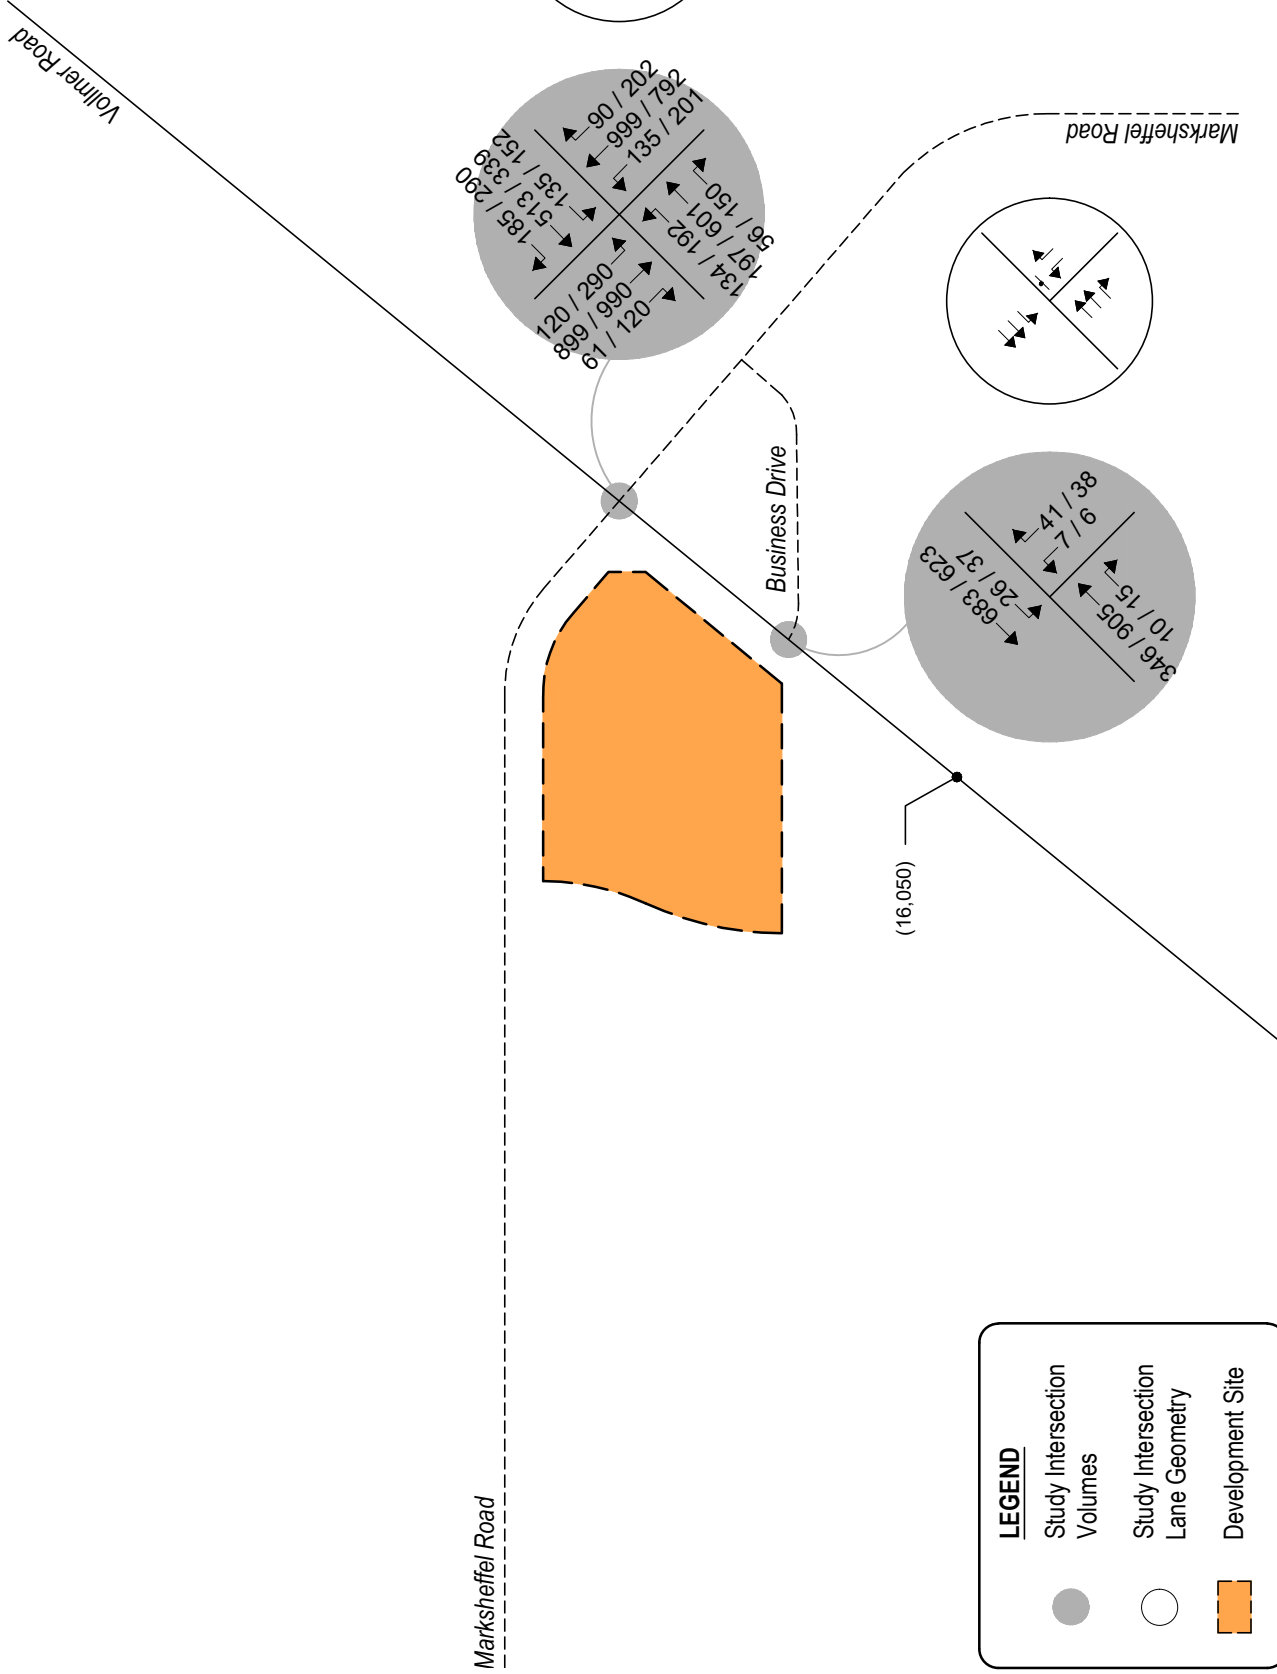 Vollmer Road
185 / 290
513 / 339
135 / 152
90 / 202
999 / 792
135 / 201
120 / 290
899 / 990
61 / 120
134 / 192
197 / 601
56 / 150
Marksheffel Road
Business Drive
683 / 623
26 / 37
41 / 38
7 / 6
346 / 905
10 / 15
(16,050)
Marksheffel Road
LEGEND
Study Intersection
Volumes
Study Intersection
Lane Geometry
Development Site